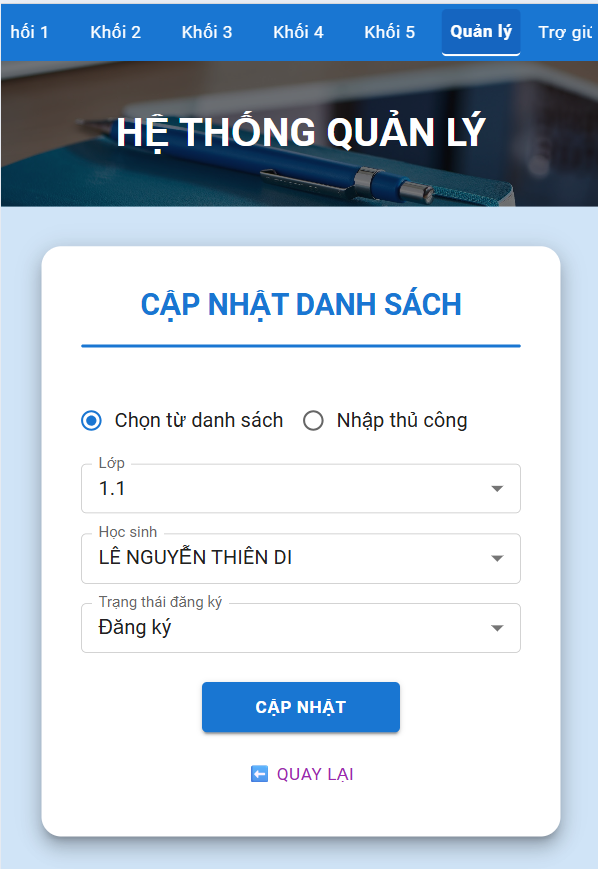 hối 1 Khối 2 Khối 3 Khối 4 Khối 5 Quản lý Trợ giú
HỆ THỐNG QUẢN LÝ
CẬP NHẬT DANH SÁCH
Chọn từ danh sách Nhập thủ công
Lớp
1.1
Học sinh
LÊ NGUYỄN THIÊN DI
Trạng thái đăng ký
Đăng ký
CẬP NHẬT
⬅️ QUAY LẠI